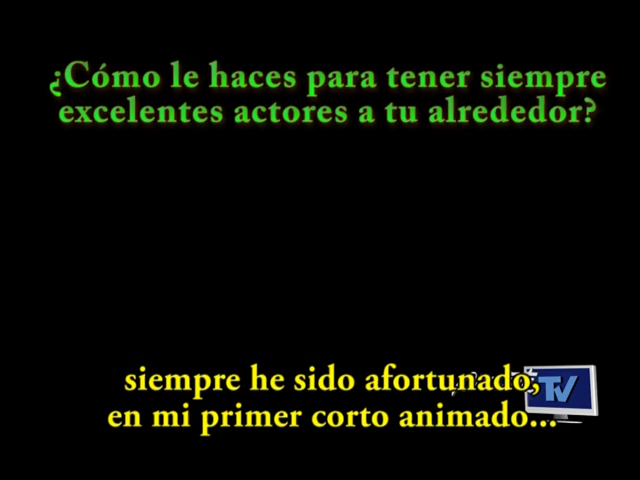 ¿Cómo le haces para tener siempre
excelentes actores a tu alrededor?
siempre he sido afortunado,
en mi primer corto animado...
TV